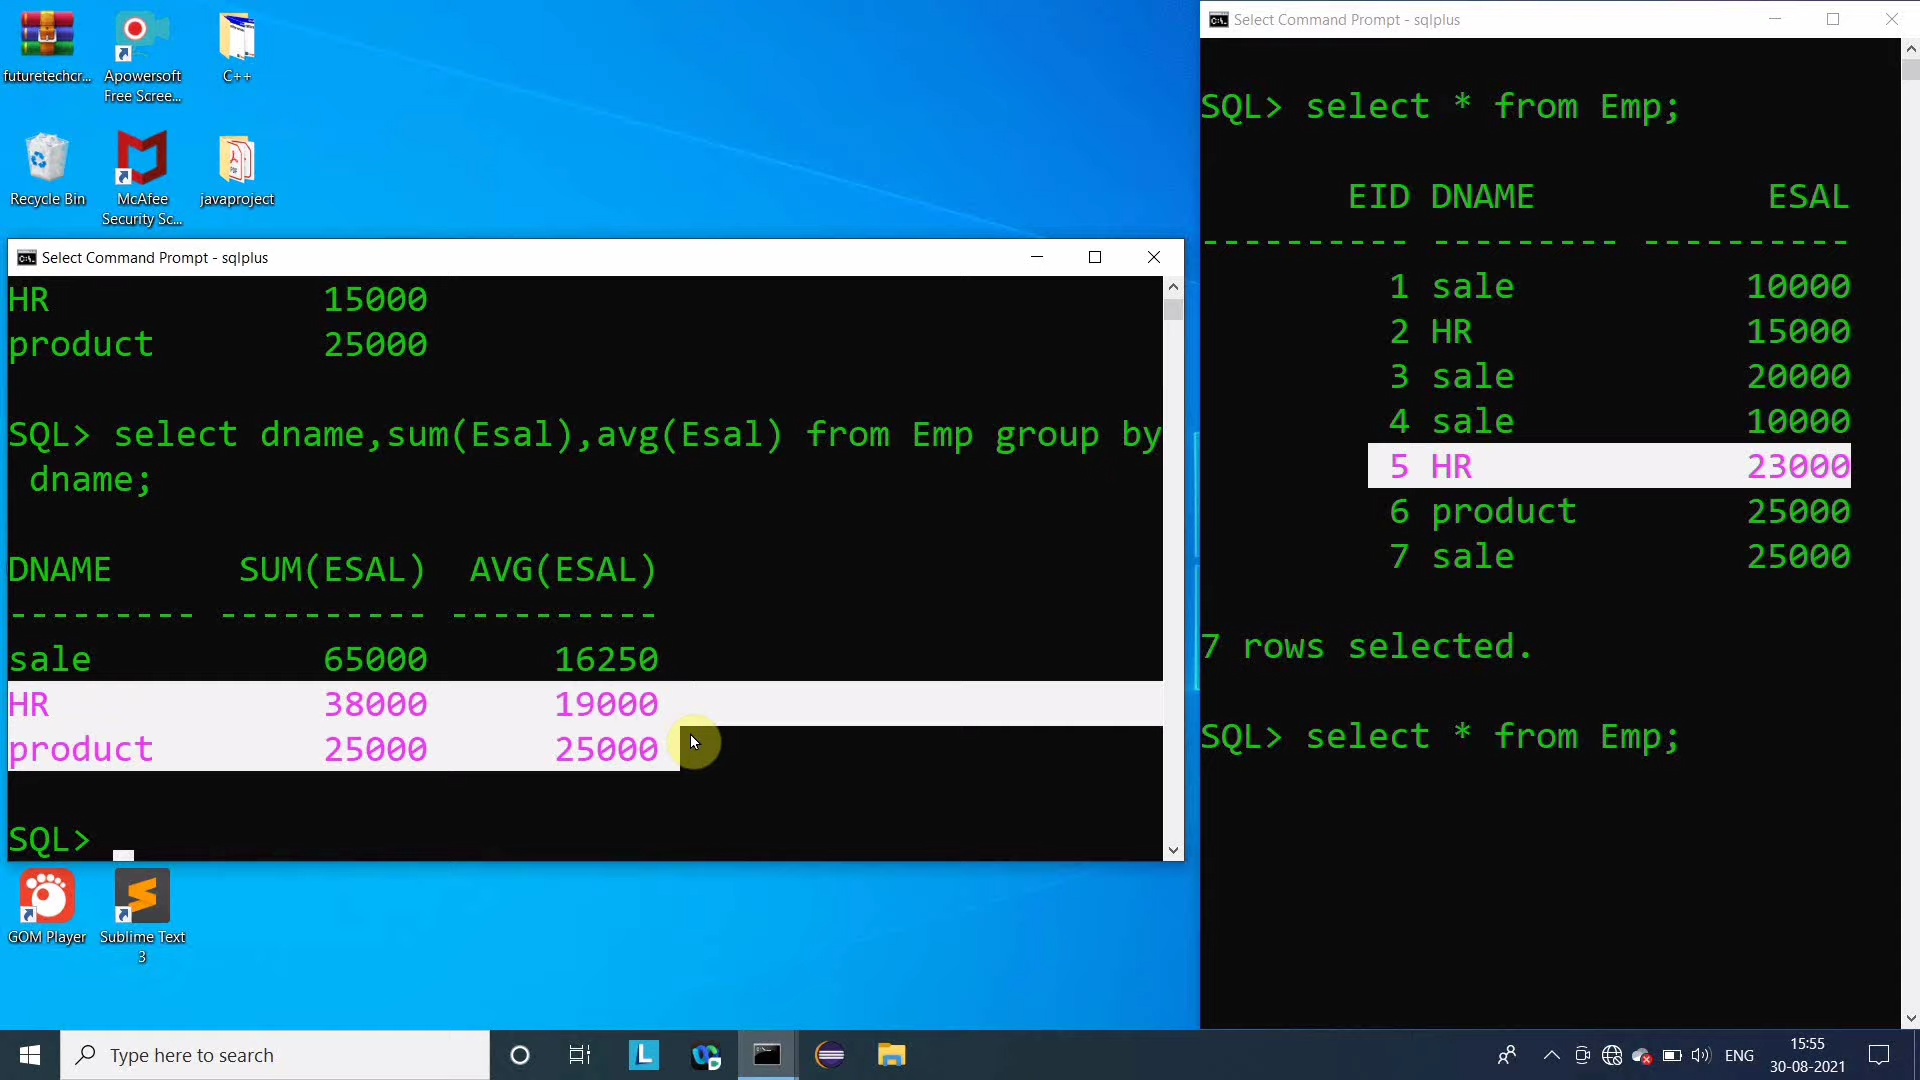 futuretechcr...
Apowersoft
Free Scree...
C++
Recycle Bin
McAfee
Security Sc...
javaproject
Select Command Prompt - sqlplus
HR 15000
product 25000
SQL> select dname,sum(Esal),avg(Esal) from Emp group by
dname;
DNAME SUM(ESAL) AVG(ESAL)
--------- ---------- ----------
sale 65000 16250
HR 38000 19000
product 25000 25000
SQL>
GOM Player
Sublime Text
3
Select Command Prompt - sqlplus
SQL> select * from Emp;
EID DNAME ESAL
---------- --------- ----------
1 sale 10000
2 HR 15000
3 sale 20000
4 sale 10000
5 HR 23000
6 product 25000
7 sale 25000
7 rows selected.
SQL> select * from Emp;
Type here to search
L
ENG
15:55
30-08-2021